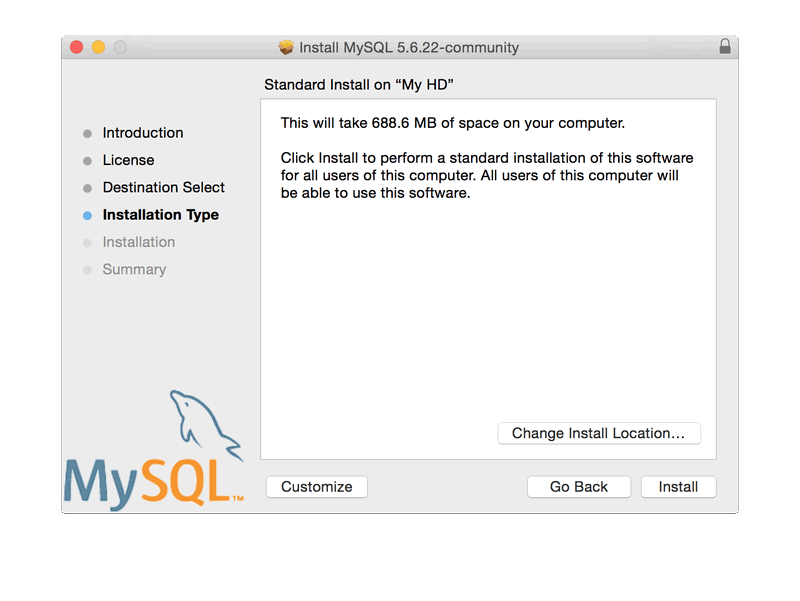 Install MySQL 5.6.22-community
Standard Install on “My HD”
Introduction
License
Destination Select
Installation Type
Installation
Summary
This will take 688.6 MB of space on your computer.
Click Install to perform a standard installation of this software
for all users of this computer. All users of this computer will
be able to use this software.
Change Install Location...
MySQL™
Customize
Go Back
Install